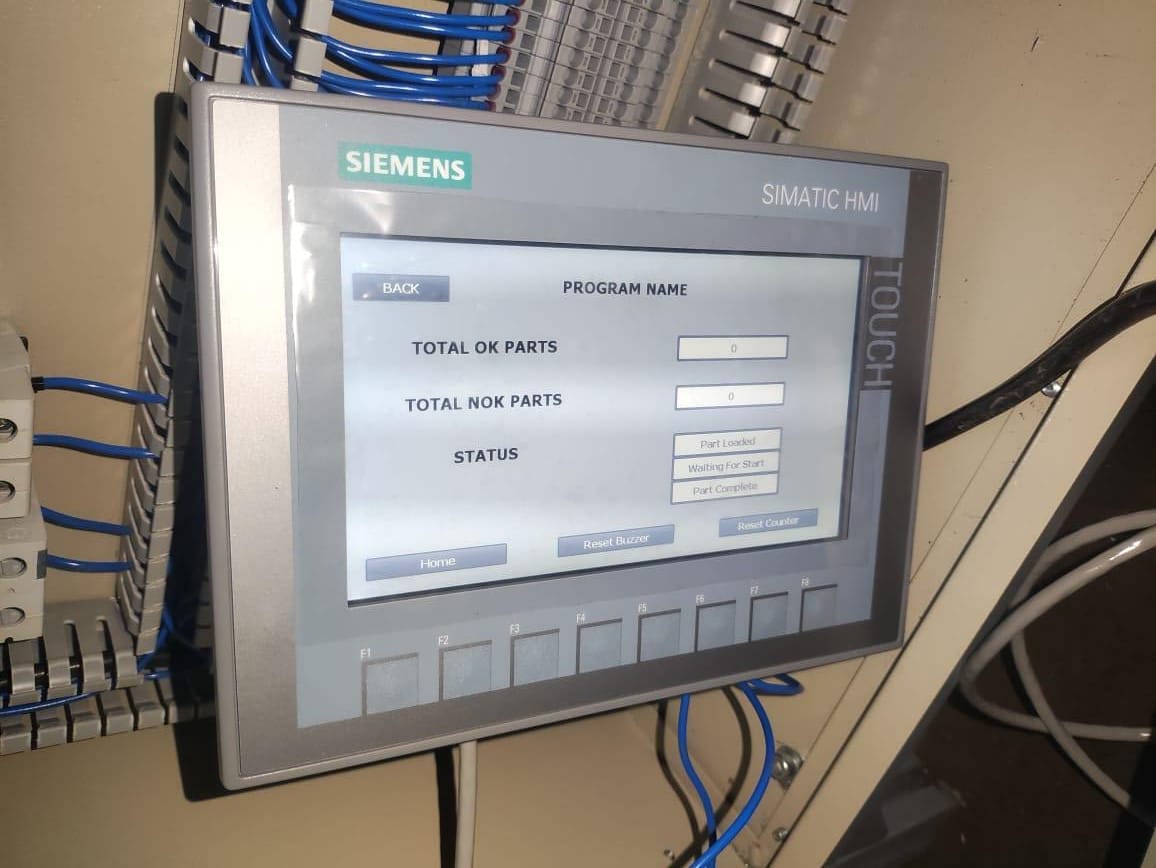 SIEMENS
SIMATIC HMI
TOUCH
BACK
PROGRAM NAME
TOTAL OK PARTS
0
TOTAL NOK PARTS
0
STATUS
Part Loaded
Waiting For Start
Part Complete
Home
Reset Buzzer
Reset Counter
F1
F2
F3
F4
F5
F6
F7
F8